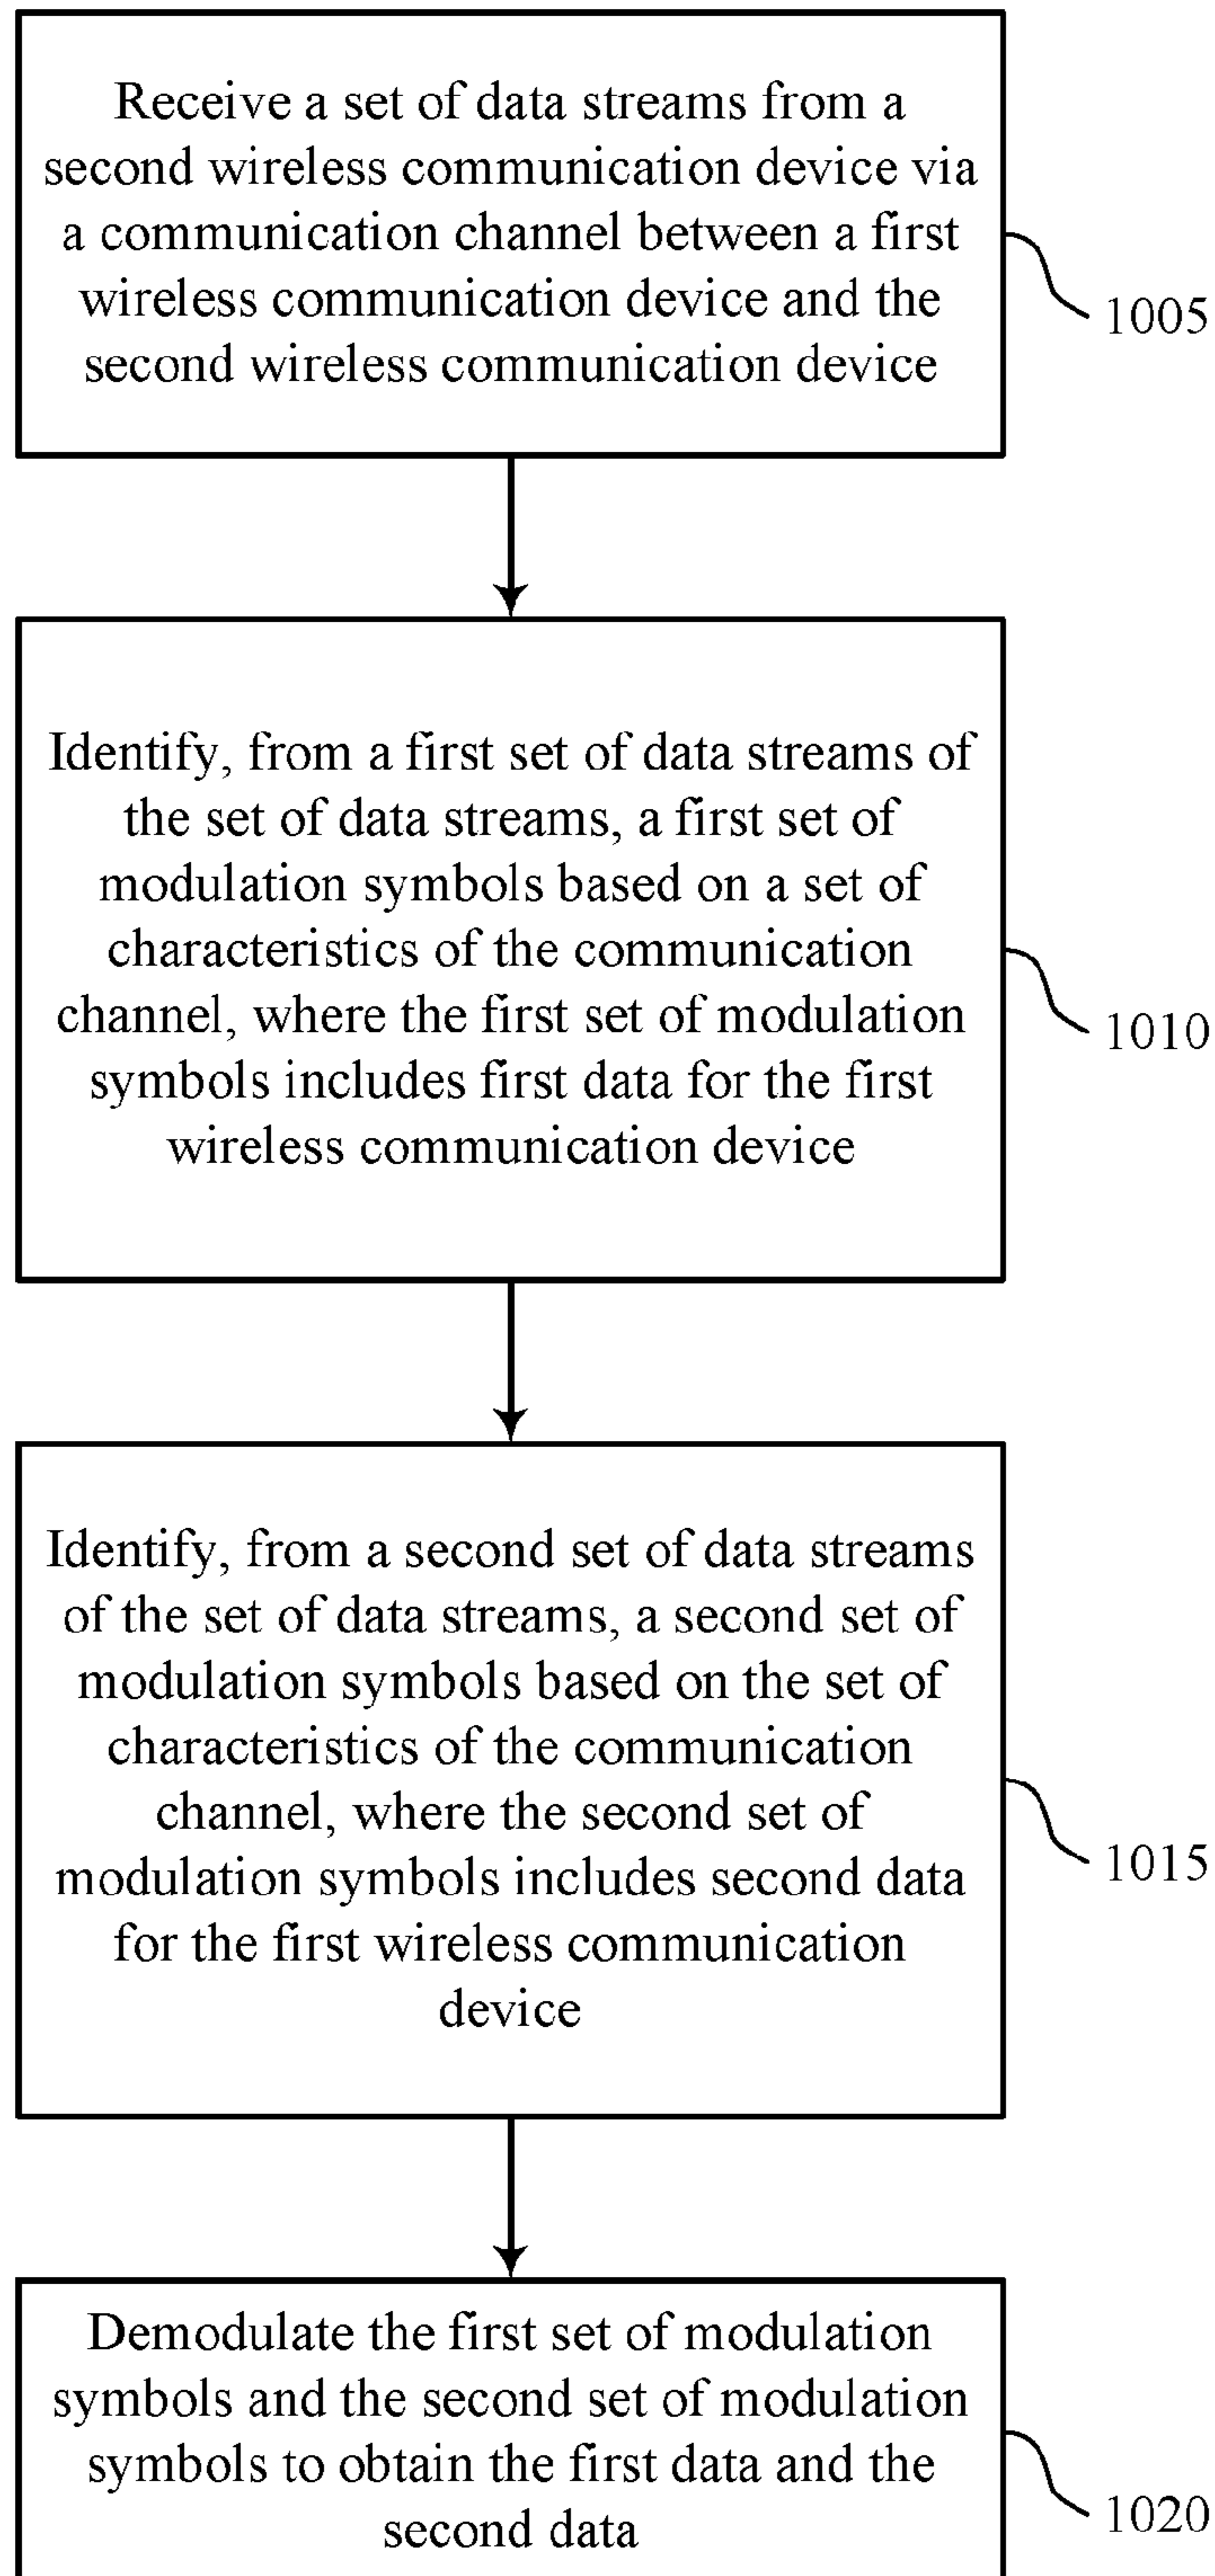 Receive a set of data streams from a
second wireless communication device via
a communication channel between a first
wireless communication device and the
second wireless communication device
1005
Identify, from a first set of data streams of
the set of data streams, a first set of
modulation symbols based on a set of
characteristics of the communication
channel, where the first set of modulation
symbols includes first data for the first
wireless communication device
1010
Identify, from a second set of data streams
of the set of data streams, a second set of
modulation symbols based on the set of
characteristics of the communication
channel, where the second set of
modulation symbols includes second data
for the first wireless communication
device
1015
Demodulate the first set of modulation
symbols and the second set of modulation
symbols to obtain the first data and the
second data
1020